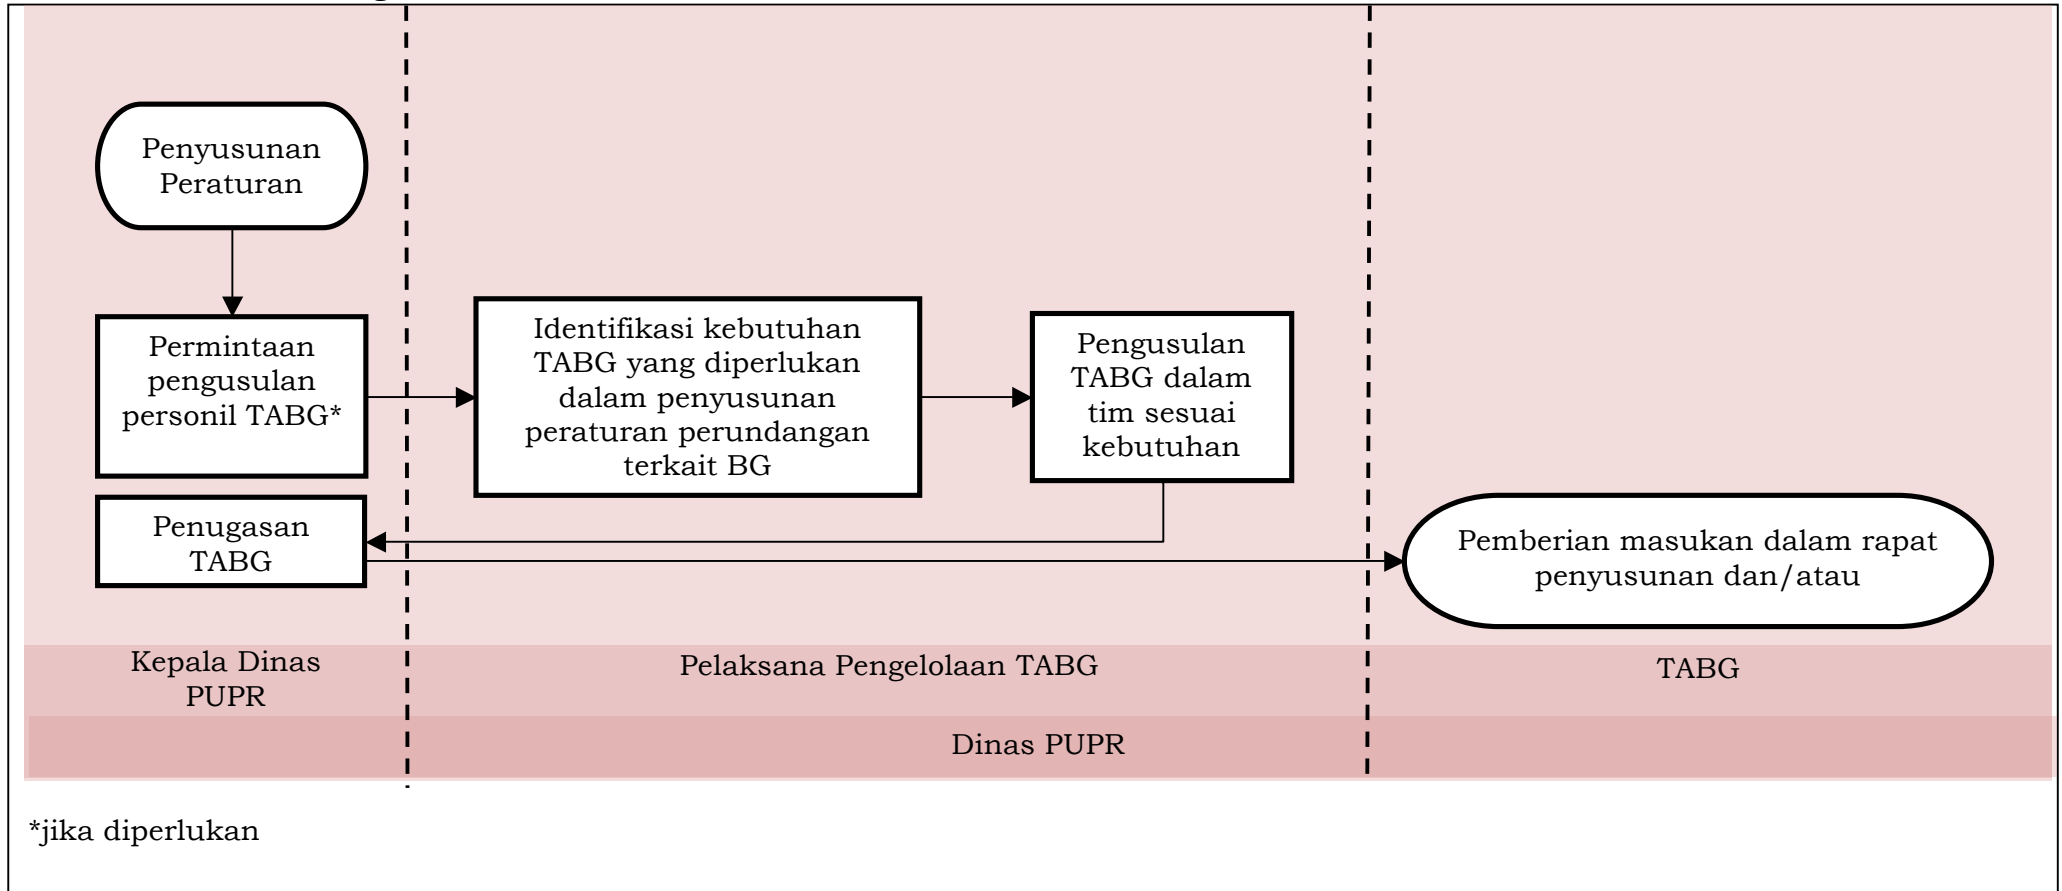 Penyusunan
Peraturan
Permintaan
pengusulan
personil TABG*
Identifikasi kebutuhan
TABG yang diperlukan
dalam penyusunan
peraturan perundangan
terkait BG
Pengusulan
TABG dalam
tim sesuai
kebutuhan
Penugasan
TABG
Pemberian masukan dalam rapat
penyusunan dan/atau
Kepala Dinas
PUPR
Pelaksana Pengelolaan TABG
TABG
Dinas PUPR
*jika diperlukan